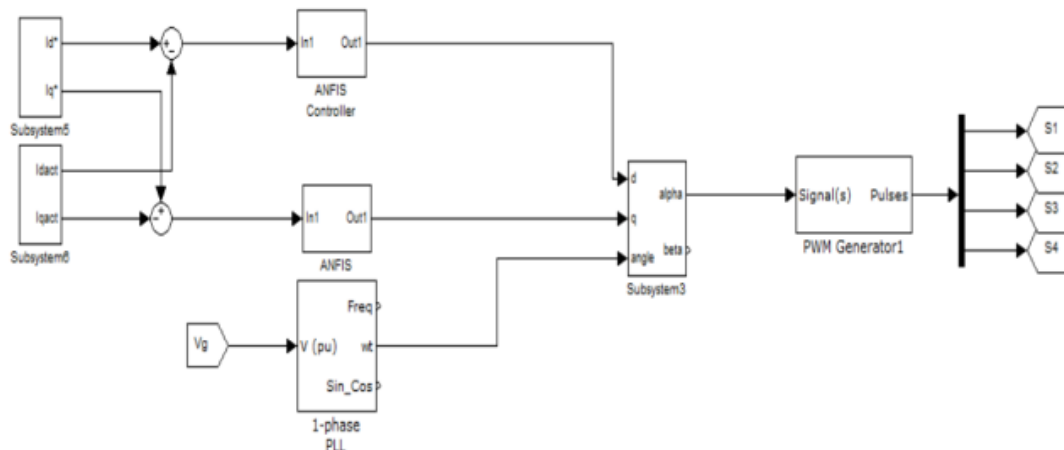 Id*
Iq*
Subsystem5
Idact
Iqact
Subsystem6
+
-
-
+
In1 Out1
ANFIS
Controller
In1 Out1
ANFIS
Vg
Freq
V (pu) wt
Sin_Cos
1-phase
PLL
d
alpha
q
beta
angle
Subsystem3
Signal(s) Pulses
PWM Generator1
S1
S2
S3
S4